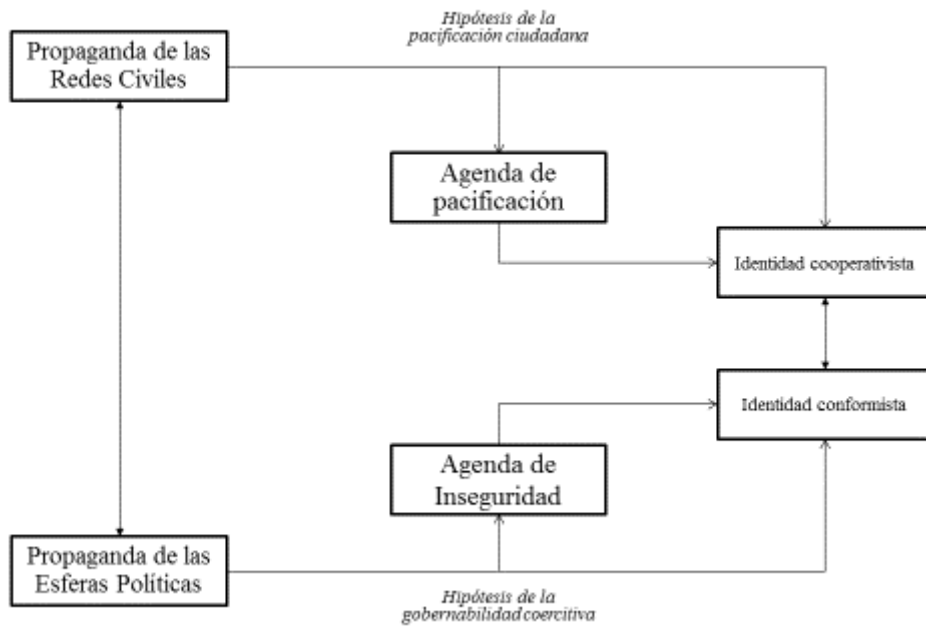 Hipótesis de la
pacificación ciudadana
Propaganda de las
Redes Civiles
Agenda de
pacificación
Identidad cooperativista
Identidad conformista
Agenda de
Inseguridad
Propaganda de las
Esferas Políticas
Hipótesis de la
gobernabilidad coercitiva